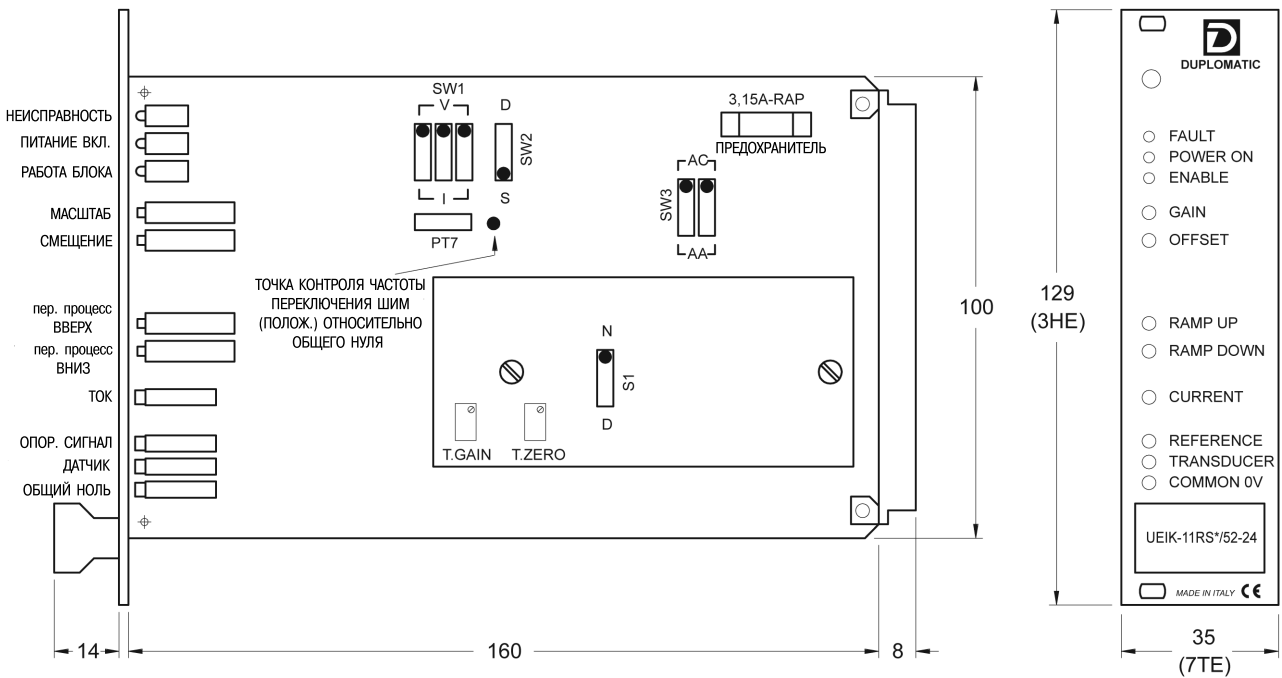 НЕИСПРАВНОСТЬ
ПИТАНИЕ ВКЛ.
РАБОТА БЛОКА
МАСШТАБ
СМЕЩЕНИЕ
пер. процесс
ВВЕРХ
пер. процесс
ВНИЗ
ТОК
ОПОР. СИГНАЛ
ДАТЧИК
ОБЩИЙ НОЛЬ
SW1
V
I
D
SW2
S
PT7
3,15A-RAP
ПРЕДОХРАНИТЕЛЬ
AC
SW3
AA
ТОЧКА КОНТРОЛЯ ЧАСТОТЫ
ПЕРЕКЛЮЧЕНИЯ ШИМ
(ПОЛОЖ.) ОТНОСИТЕЛЬНО
ОБЩЕГО НУЛЯ
N
S1
D
T.GAIN
T.ZERO
100
14
160
8
129
(3HE)
D
DUPLOMATIC
FAULT
POWER ON
ENABLE
GAIN
OFFSET
RAMP UP
RAMP DOWN
CURRENT
REFERENCE
TRANSDUCER
COMMON 0V
UEIK-11RS*/52-24
MADE IN ITALY CE
35
(7TE)